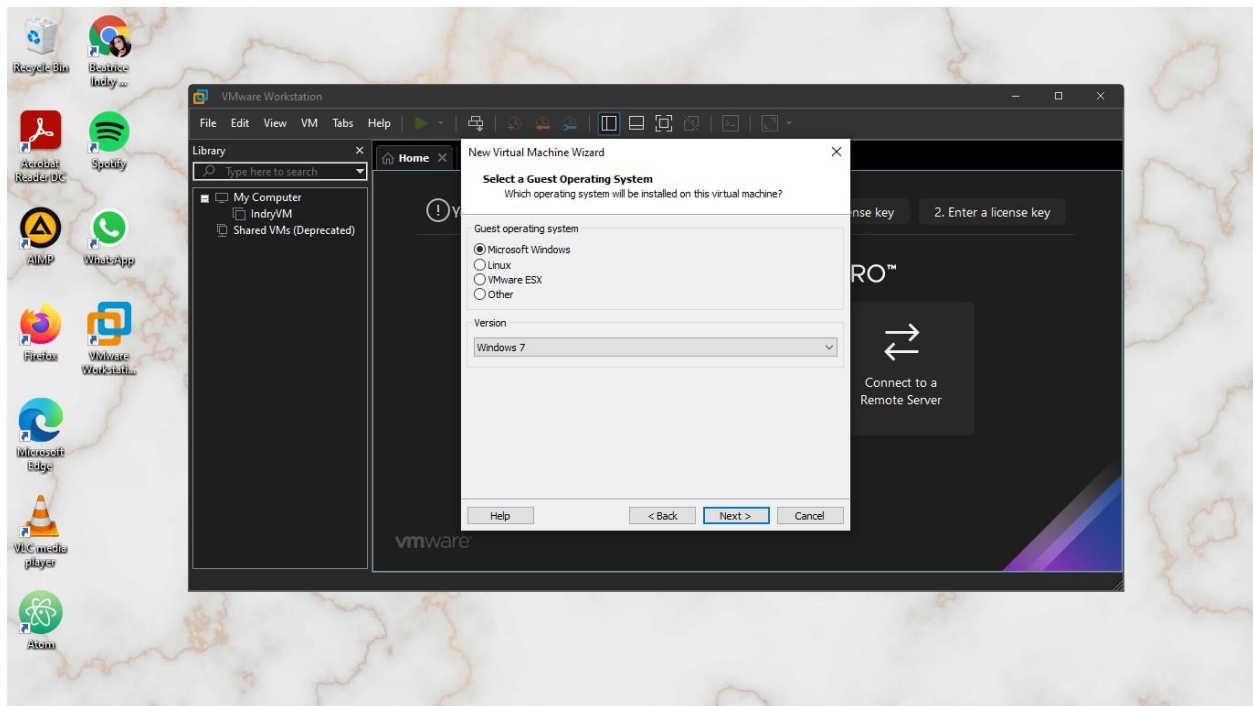 Recycle Bin
Beatrice
Indry ...
Acrobat
Reader DC
Spotify
AIMP
WhatsApp
Firefox
VMware
Workstati...
Microsoft
Edge
VLC media
player
Atom
VMware Workstation
File Edit View VM Tabs Help
Library
Type here to search
My Computer
IndryVM
Shared VMs (Deprecated)
Home
nse key
2. Enter a license key
RO™
Connect to a
Remote Server
vmware
New Virtual Machine Wizard
Select a Guest Operating System
Which operating system will be installed on this virtual machine?
Guest operating system
Microsoft Windows
Linux
VMware ESX
Other
Version
Windows 7
Help
< Back
Next >
Cancel